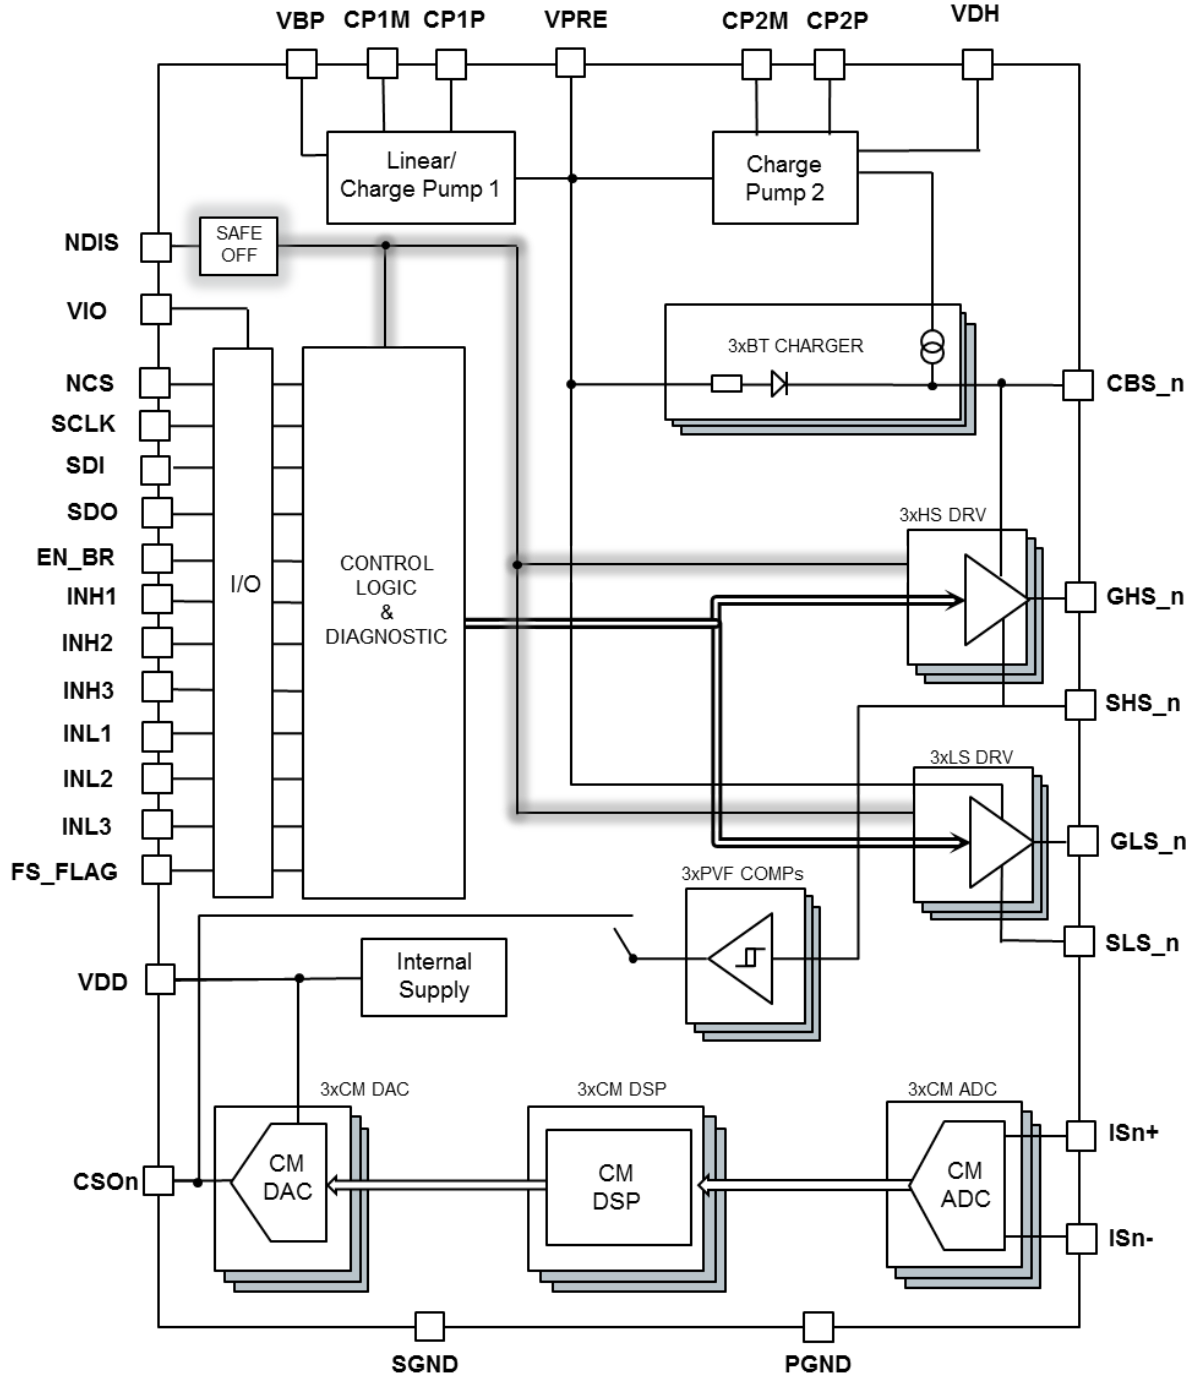 VBP
CP1M
CP1P
VPRE
CP2M
CP2P
VDH
Linear/
Charge Pump 1
Charge
Pump 2
NDIS
SAFE
OFF
VIO
3xBT CHARGER
NCS
CBS_n
SCLK
SDI
SDO
3xHS DRV
EN_BR
INH1
I/O
CONTROL
LOGIC
&
DIAGNOSTIC
GHS_n
INH2
INH3
SHS_n
INL1
3xLS DRV
INL2
INL3
GLS_n
FS_FLAG
3xPVF COMPs
SLS_n
VDD
Internal
Supply
3xCM DAC
3xCM DSP
3xCM ADC
ISn+
CSOn
CM
DAC
CM
DSP
CM
ADC
ISn-
SGND
PGND